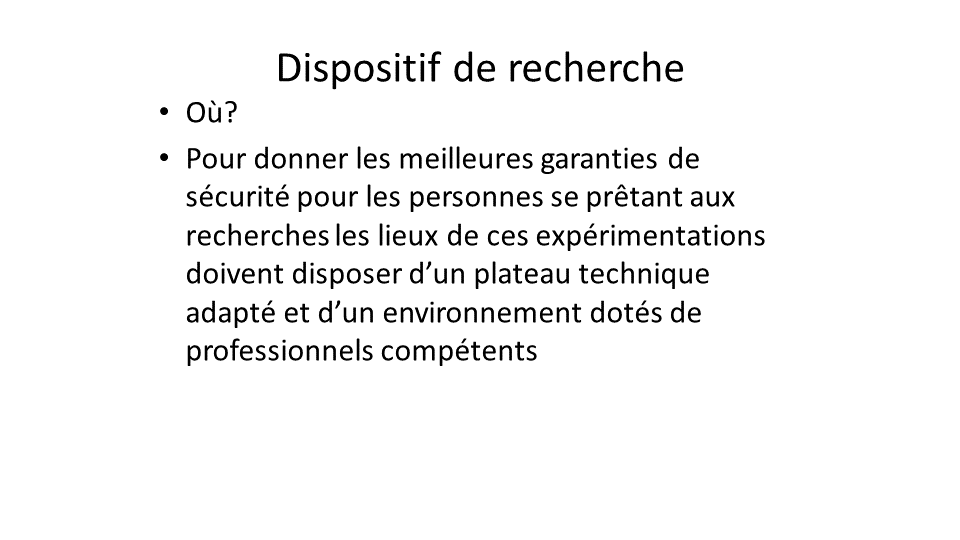 Dispositif de recherche
• Où?
• Pour donner les meilleures garanties de
sécurité pour les personnes se prêtant aux
recherches les lieux de ces expérimentations
doivent disposer d’un plateau technique
adapté et d’un environnement dotés de
professionnels compétents